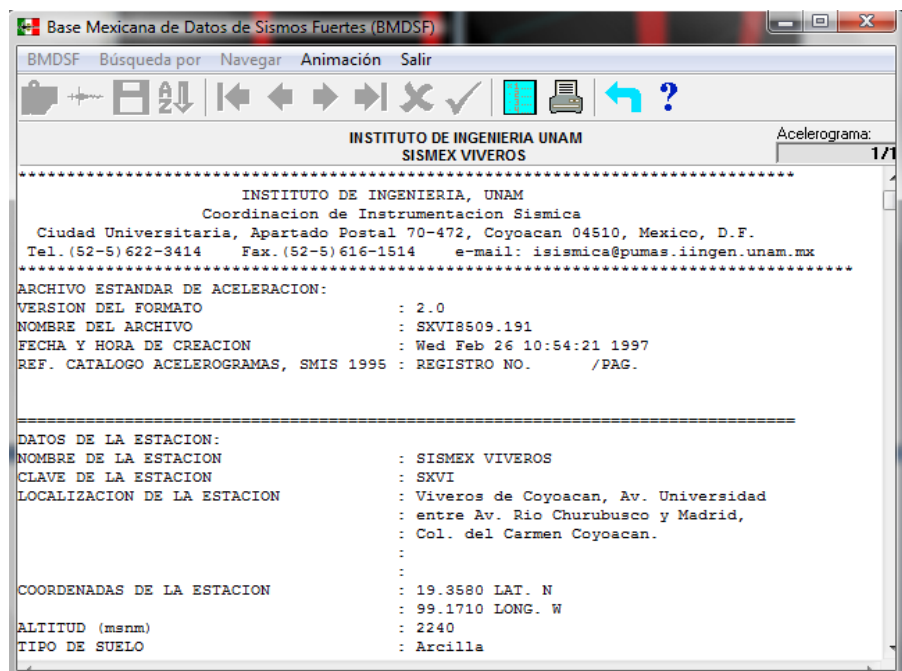 Base Mexicana de Datos de Sismos Fuertes (BMDSF)
BMDSF Búsqueda por Navegar Animación Salir
INSTITUTO DE INGENIERIA UNAM
SISMEX VIVEROS
Acelerograma:
1/1
********************************************************************************
INSTITUTO DE INGENIERIA, UNAM
Coordinacion de Instrumentacion Sismica
Ciudad Universitaria, Apartado Postal 70-472, Coyoacan 04510, Mexico, D.F.
Tel.(52-5)622-3414 Fax.(52-5)616-1514 e-mail: isismica@pumas.iingen.unam.mx
**************************************************************************************
ARCHIVO ESTANDAR DE ACELERACION:
VERSION DEL FORMATO : 2.0
NOMBRE DEL ARCHIVO : SXVI8509.191
FECHA Y HORA DE CREACION : Wed Feb 26 10:54:21 1997
REF. CATALOGO ACELEROGRAMAS, SMIS 1995 : REGISTRO NO. /PAG.
================================================================================
DATOS DE LA ESTACION:
NOMBRE DE LA ESTACION : SISMEX VIVEROS
CLAVE DE LA ESTACION : SXVI
LOCALIZACION DE LA ESTACION : Viveros de Coyoacan, Av. Universidad
: entre Av. Rio Churubusco y Madrid,
: Col. del Carmen Coyoacan.
:
:
COORDENADAS DE LA ESTACION : 19.3580 LAT. N
: 99.1710 LONG. W
ALTITUD (msnm) : 2240
TIPO DE SUELO : Arcilla